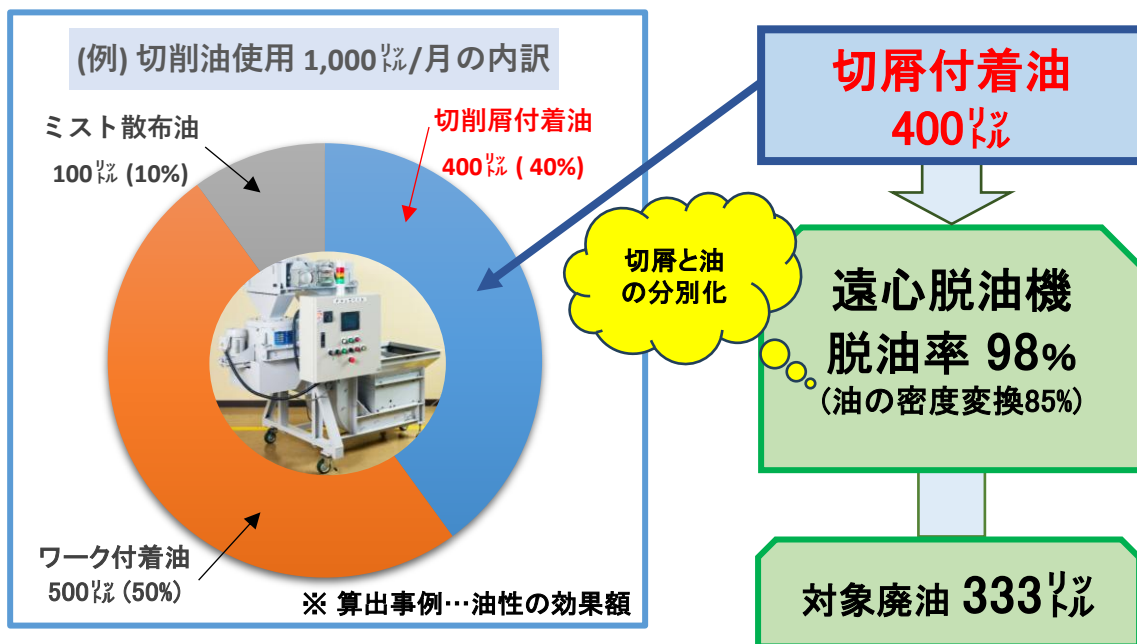 (例) 切削油使用 1,000㍑/月の内訳
ミスト散布油
100㍑ (10%)
切削屑付着油
400㍑ ( 40%)
ワーク付着油
500㍑ (50%)
※ 算出事例…油性の効果額
切屑付着油
400㍑
切屑と油
の分別化
遠心脱油機
脱油率 98%
(油の密度変換85%)
対象廃油 333㍑